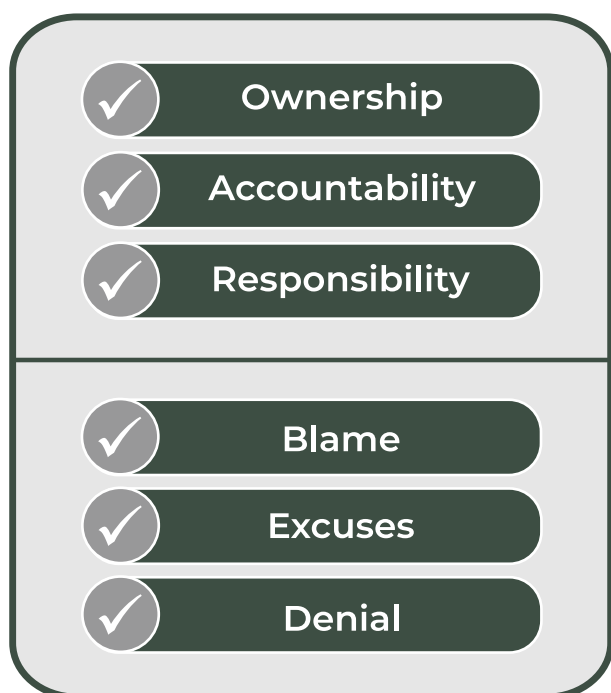 Ownership
Accountability
Responsibility
Blame
Excuses
Denial